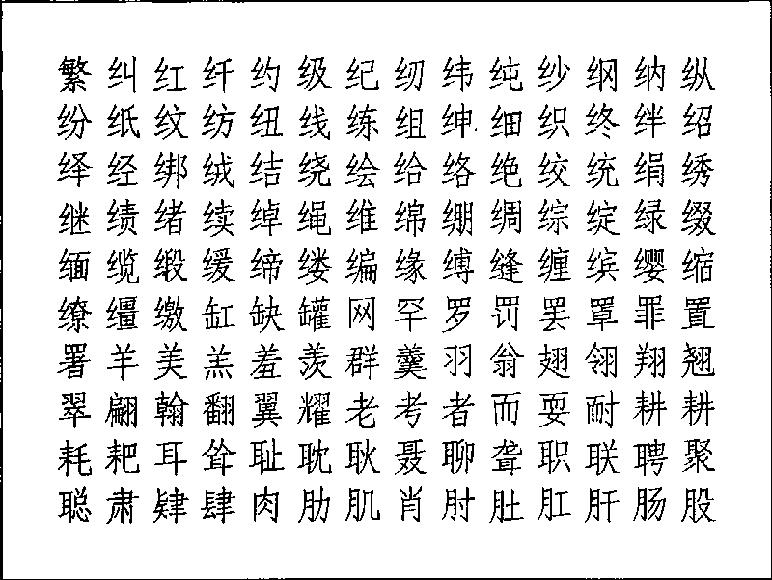 繁 纠 红 纤 约 级 纪 纫 纬 纯 纱 纲 纳 纵
纷 纸 纹 纺 纽 线 练 组 绅 细 织 终 绊 绍
绎 经 绑 绒 结 绕 绘 给 络 绝 绞 统 绢 绣
继 绩 绪 续 绰 绳 维 绵 绷 绸 综 绽 绿 缀
缅 缆 缎 缓 缔 缕 编 缘 缚 缝 缠 缤 缨 缩
缭 缰 缴 缸 缺 罐 网 罕 罗 罚 罢 罩 罪 置
署 羊 美 羔 羞 羡 群 羹 羽 翁 翅 翎 翔 翘
翠 翩 翰 翻 翼 耀 老 考 者 而 耍 耐 耕 耕
耗 耙 耳 耸 耻 耽 耿 聂 聊 聋 职 联 聘 聚
聪 肃 肄 肆 肉 肋 肌 肖 肘 肚 肛 肝 肠 股